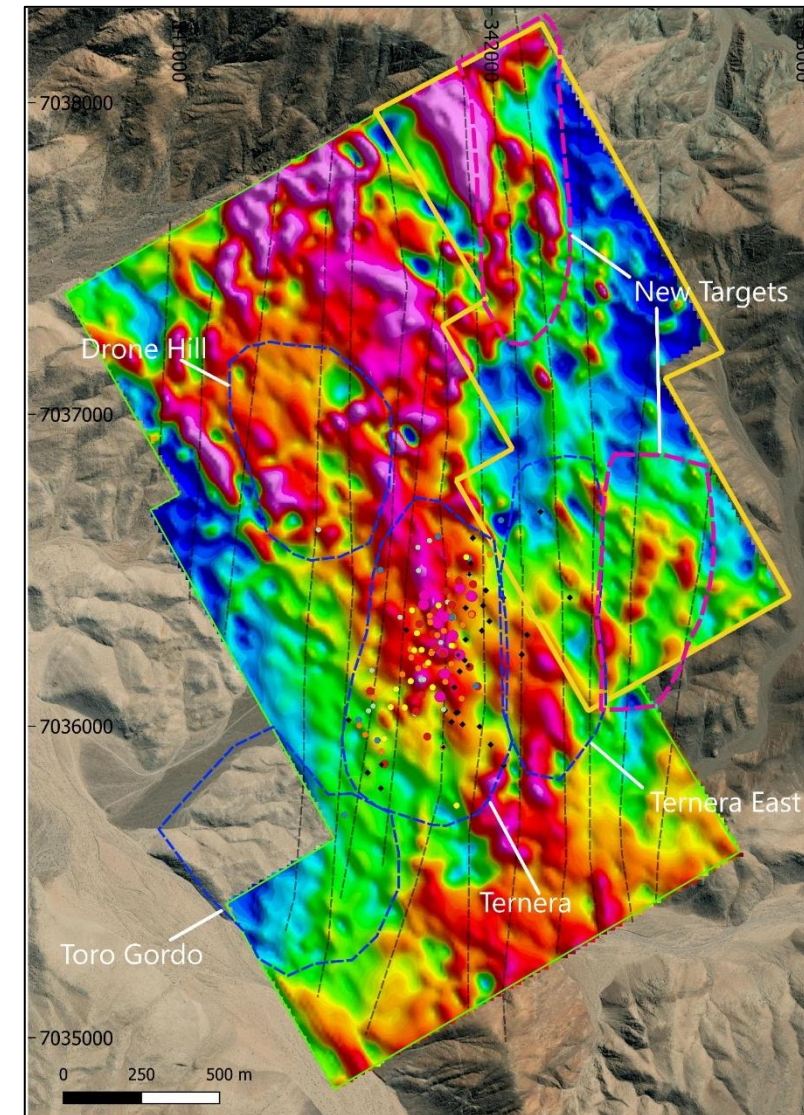 342000
7038000
New Targets
Drone Hill
7037000
7036000
Ternera East
Ternera
Toro Gordo
7035000
0 250 500 m